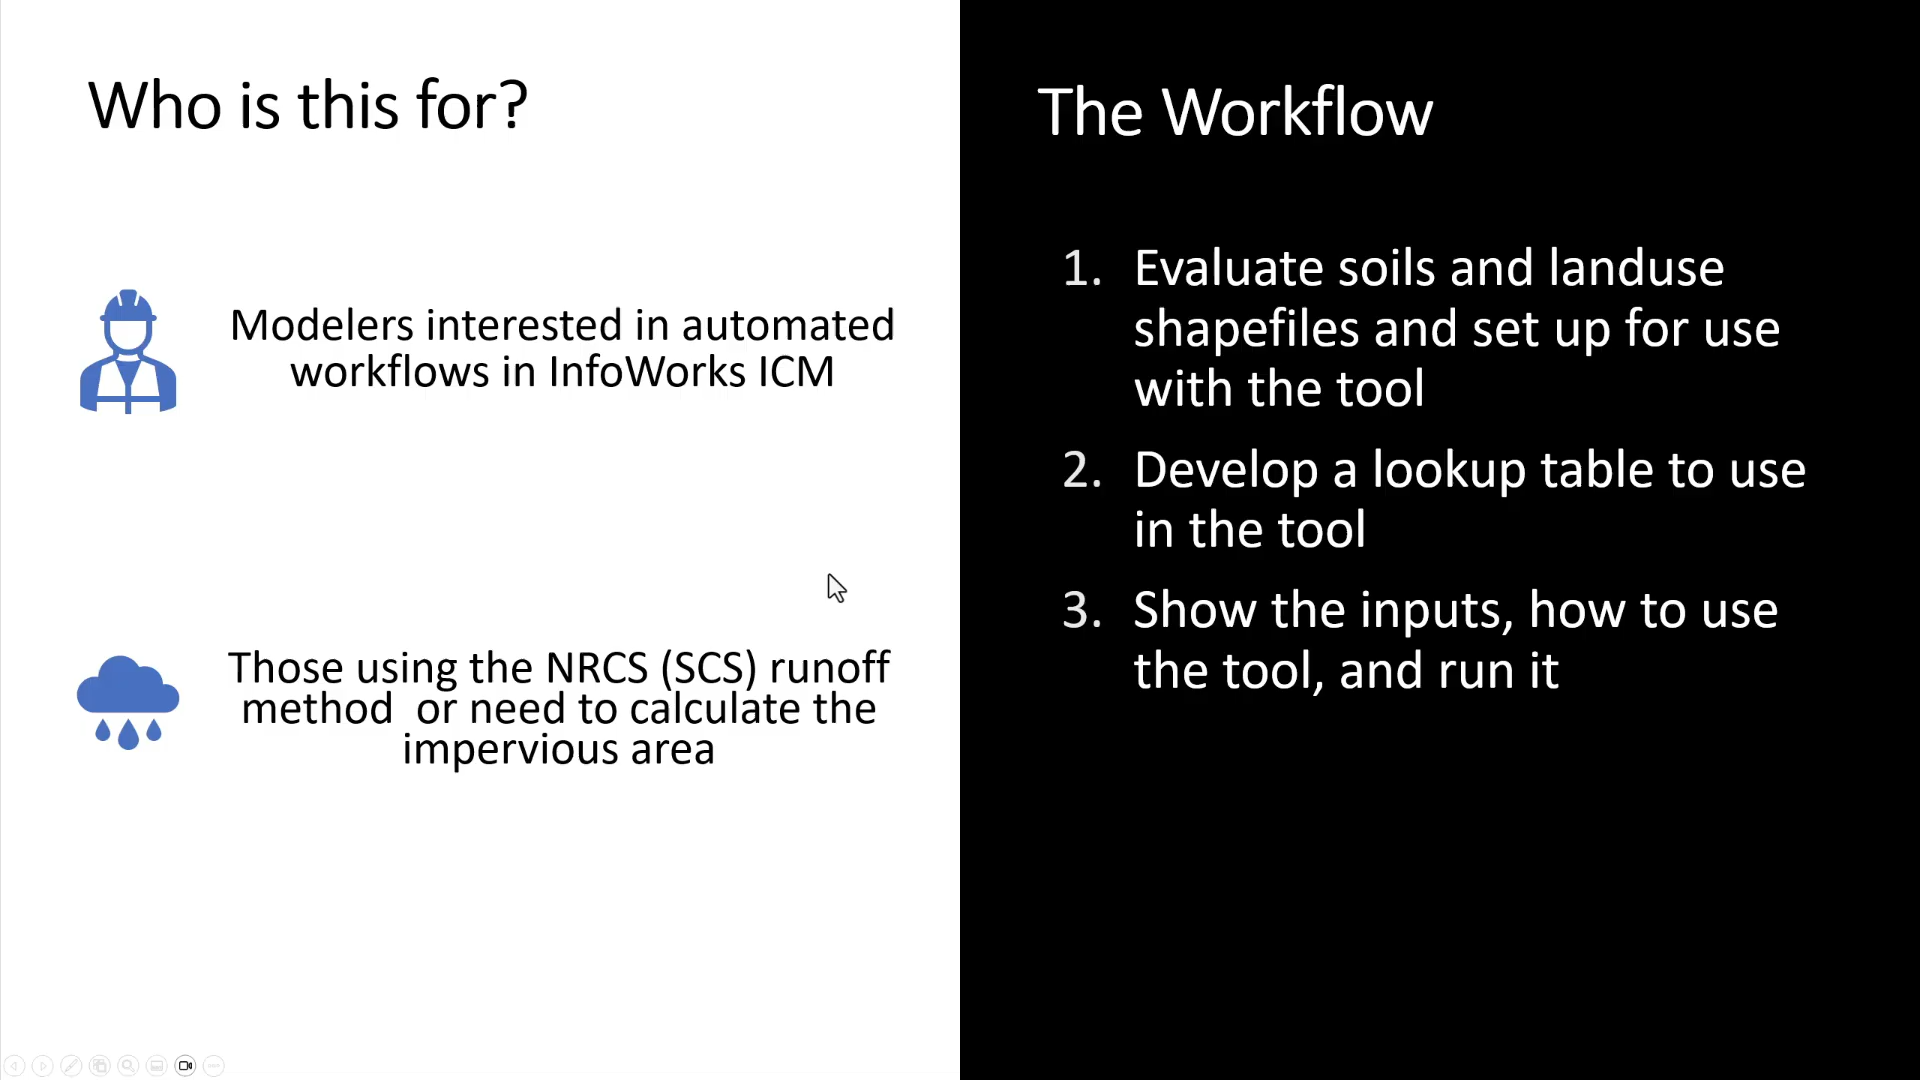 Who is this for?
Modelers interested in automated
workflows in InfoWorks ICM
Those using the NRCS (SCS) runoff
method  or need to calculate the
impervious area
The Workflow
1. Evaluate soils and landuse
shapefiles and set up for use
with the tool
2. Develop a lookup table to use
in the tool
3. Show the inputs, how to use
the tool, and run it